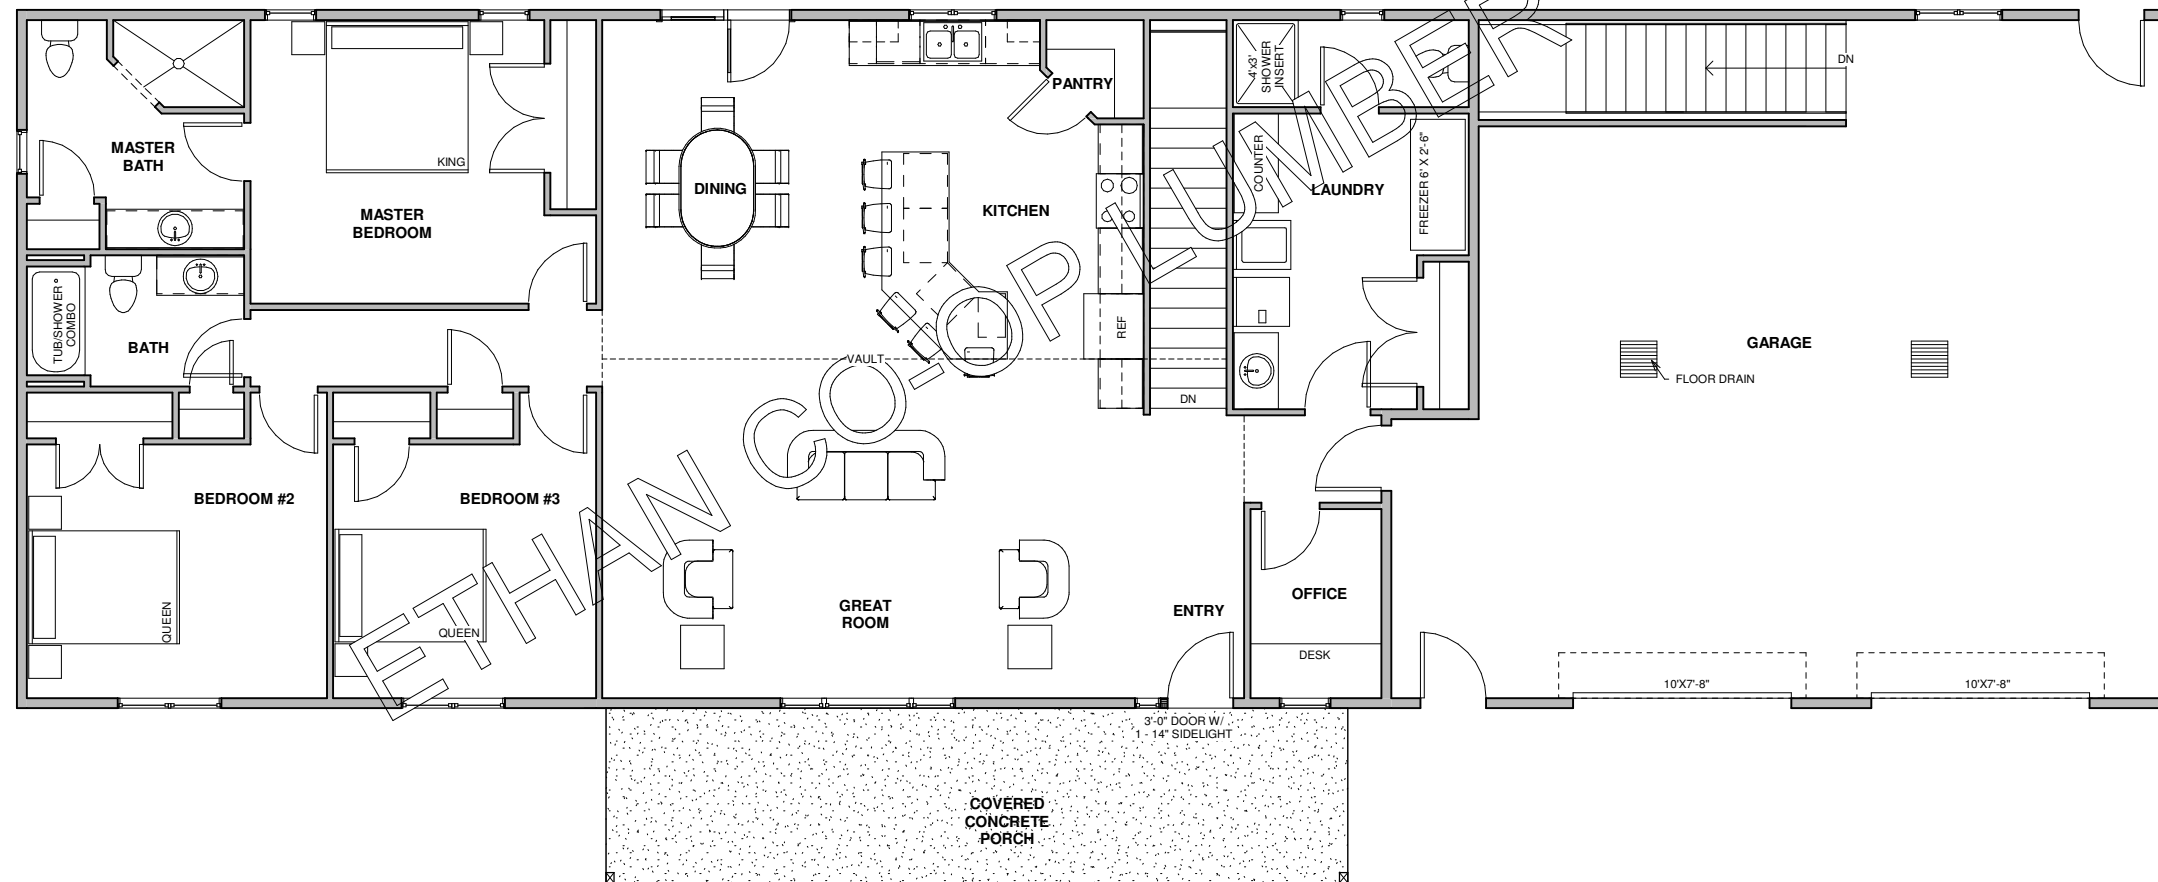 DN
4'x3'
SHOWER
INSERT
PANTRY
MASTER
BATH
KING
DINING
COUNTER
LAUNDRY
FREEZER 6' X 2'-6"
MASTER
BEDROOM
KITCHEN
TUB/SHOWER
COMBO
BATH
REF
VAULT
GARAGE
FLOOR DRAIN
DN
BEDROOM #2
BEDROOM #3
QUEEN
QUEEN
GREAT
ROOM
ENTRY
OFFICE
DESK
10'X7'-8"
10'X7'-8"
3'-0" DOOR W/
1 - 14" SIDELIGHT
COVERED
CONCRETE
PORCH
ETHAN CO-OP LUMBER